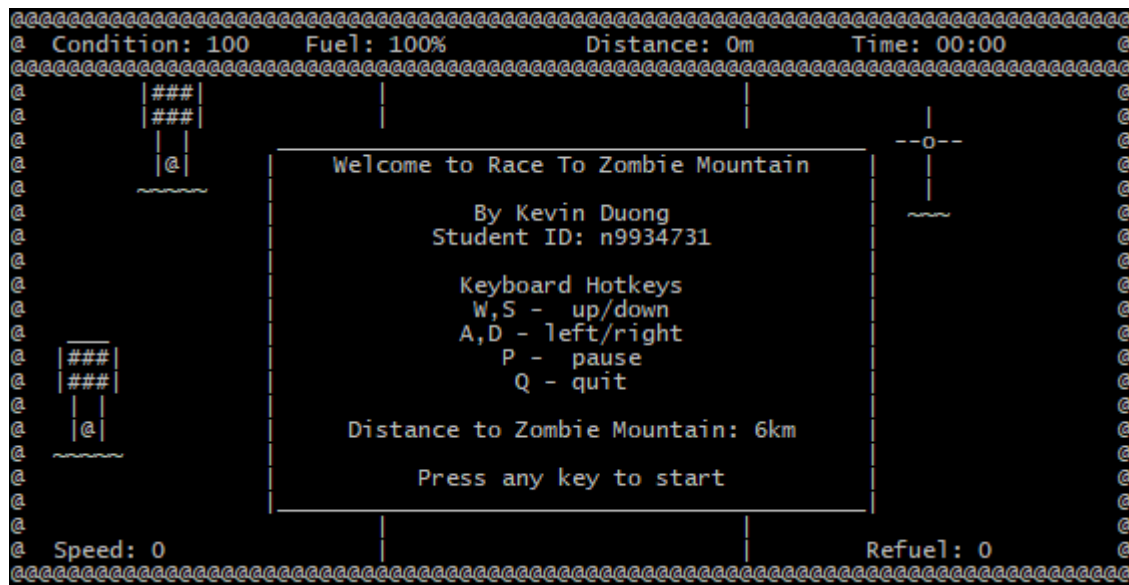 Condition: 100 Fuel: 100% Distance: 0m Time: 00:00
Welcome to Race To Zombie Mountain
By Kevin Duong
Student ID: n9934731
Keyboard Hotkeys
W,S - up/down
A,D - left/right
P - pause
Q - quit
Distance to Zombie Mountain: 6km
Press any key to start
Speed: 0 Refuel: 0